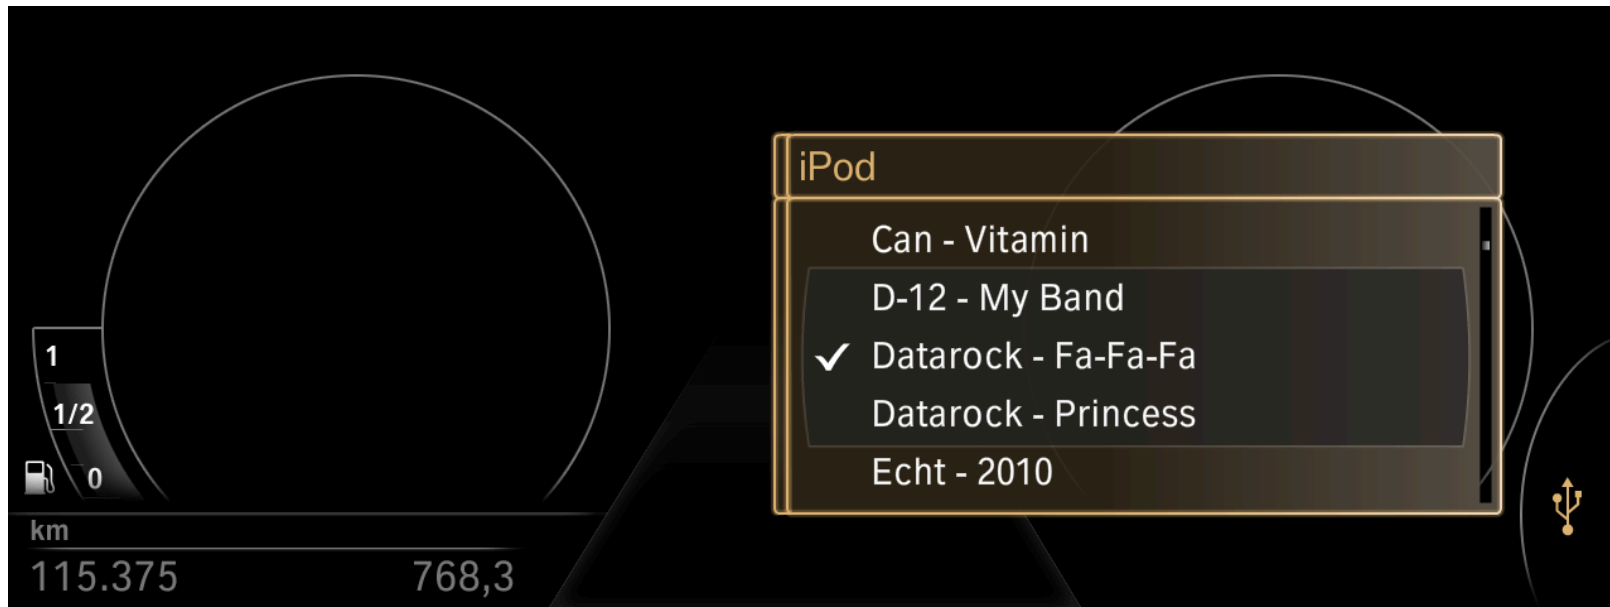 iPod
Can - Vitamin
D-12 - My Band
Datarock - Fa-Fa-Fa
Datarock - Princess
Echt - 2010
1
1/2
0
km
115.375 768,3